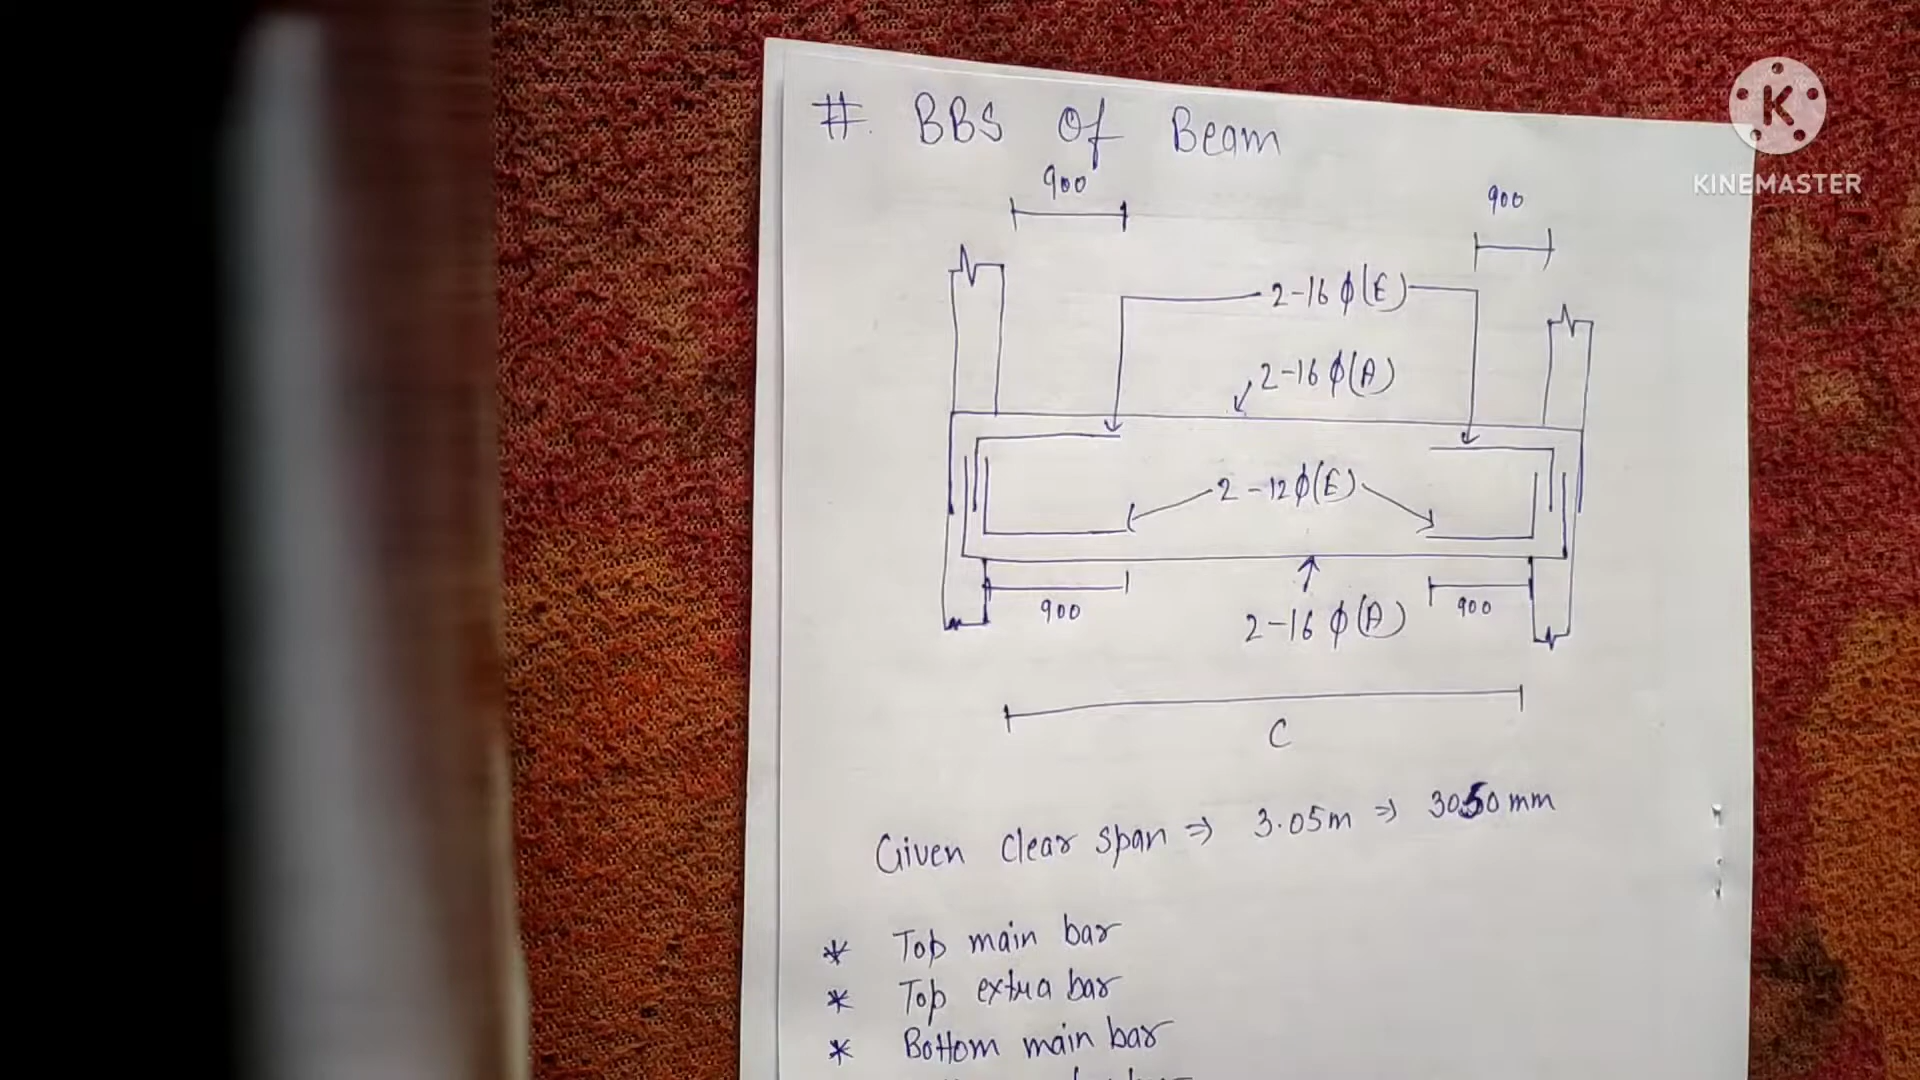 # BBS Of Beam
900
900
2-16 ϕ(E)
2-16 ϕ(A)
2-12 ϕ(E)
900
900
2-16 ϕ(A)
C
Given clear span ⇒ 3.05m ⇒ 3050 mm
* Top main bar
* Top extra bar
* Bottom main bar
K
KINEMASTER